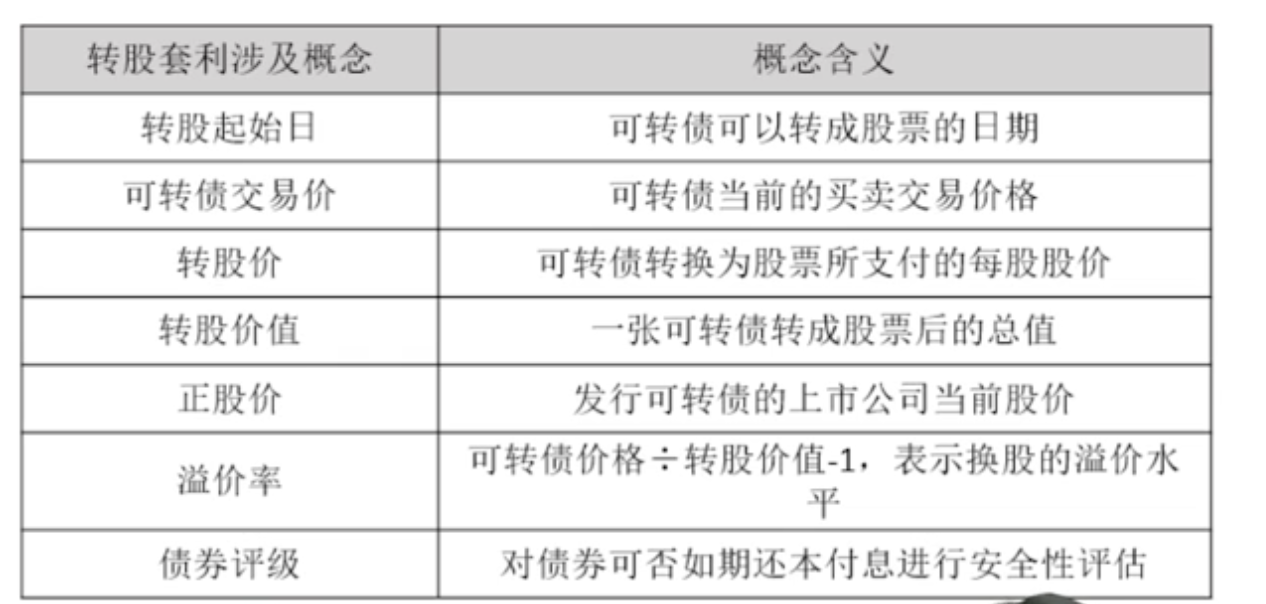 转股套利涉及概念 概念含义
转股起始日 可转债可以转成股票的日期
可转债交易价 可转债当前的买卖交易价格
转股价 可转债转换为股票所支付的每股股价
转股价值 一张可转债转成股票后的总值
正股价 发行可转债的上市公司当前股价
溢价率 可转债价格÷转股价值-1，表示换股的溢价水
平
债券评级 对债券可否如期还本付息进行安全性评估